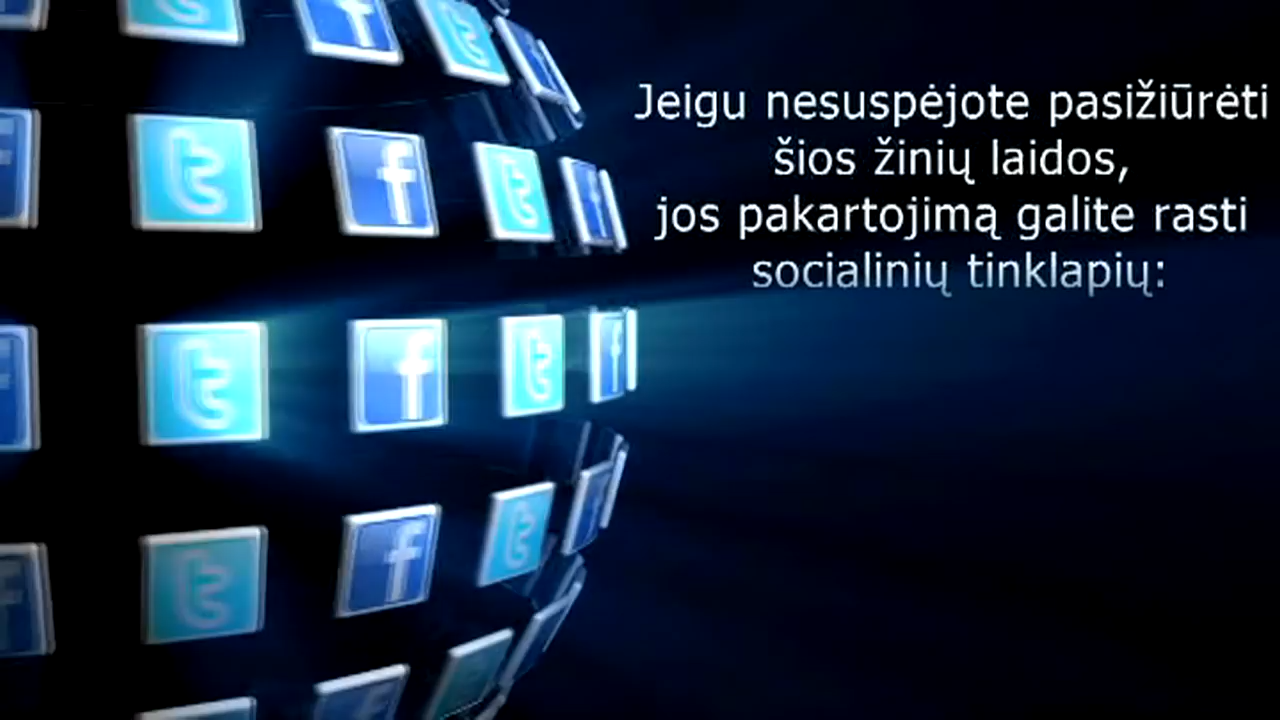 Jeigu nesuspėjote pasižiūrėti
šios žinių laidos,
jos pakartojimą galite rasti
socialinių tinklapių: